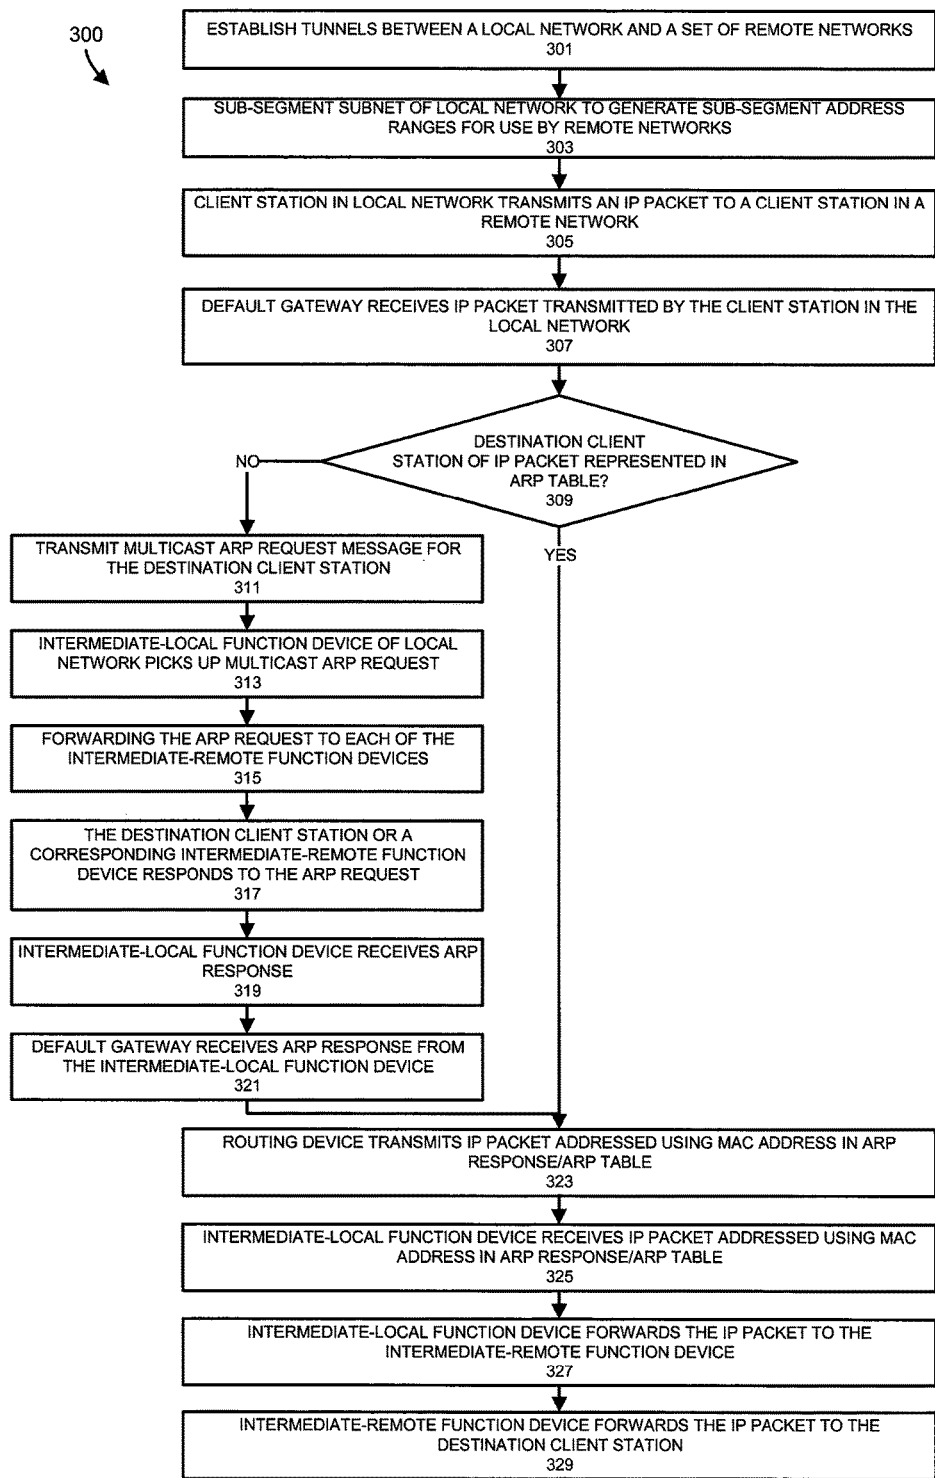 300
ESTABLISH TUNNELS BETWEEN A LOCAL NETWORK AND A SET OF REMOTE NETWORKS
301
SUB-SEGMENT SUBNET OF LOCAL NETWORK TO GENERATE SUB-SEGMENT ADDRESS
RANGES FOR USE BY REMOTE NETWORKS
303
CLIENT STATION IN LOCAL NETWORK TRANSMITS AN IP PACKET TO A CLIENT STATION IN A
REMOTE NETWORK
305
DEFAULT GATEWAY RECEIVES IP PACKET TRANSMITTED BY THE CLIENT STATION IN THE
LOCAL NETWORK
307
DESTINATION CLIENT
STATION OF IP PACKET REPRESENTED IN
ARP TABLE?
309
NO
YES
TRANSMIT MULTICAST ARP REQUEST MESSAGE FOR
THE DESTINATION CLIENT STATION
311
INTERMEDIATE-LOCAL FUNCTION DEVICE OF LOCAL
NETWORK PICKS UP MULTICAST ARP REQUEST
313
FORWARDING THE ARP REQUEST TO EACH OF THE
INTERMEDIATE-REMOTE FUNCTION DEVICES
315
THE DESTINATION CLIENT STATION OR A
CORRESPONDING INTERMEDIATE-REMOTE FUNCTION
DEVICE RESPONDS TO THE ARP REQUEST
317
INTERMEDIATE-LOCAL FUNCTION DEVICE RECEIVES ARP
RESPONSE
319
DEFAULT GATEWAY RECEIVES ARP RESPONSE FROM
THE INTERMEDIATE-LOCAL FUNCTION DEVICE
321
ROUTING DEVICE TRANSMITS IP PACKET ADDRESSED USING MAC ADDRESS IN ARP
RESPONSE/ARP TABLE
323
INTERMEDIATE-LOCAL FUNCTION DEVICE RECEIVES IP PACKET ADDRESSED USING MAC
ADDRESS IN ARP RESPONSE/ARP TABLE
325
INTERMEDIATE-LOCAL FUNCTION DEVICE FORWARDS THE IP PACKET TO THE
INTERMEDIATE-REMOTE FUNCTION DEVICE
327
INTERMEDIATE-REMOTE FUNCTION DEVICE FORWARDS THE IP PACKET TO THE
DESTINATION CLIENT STATION
329